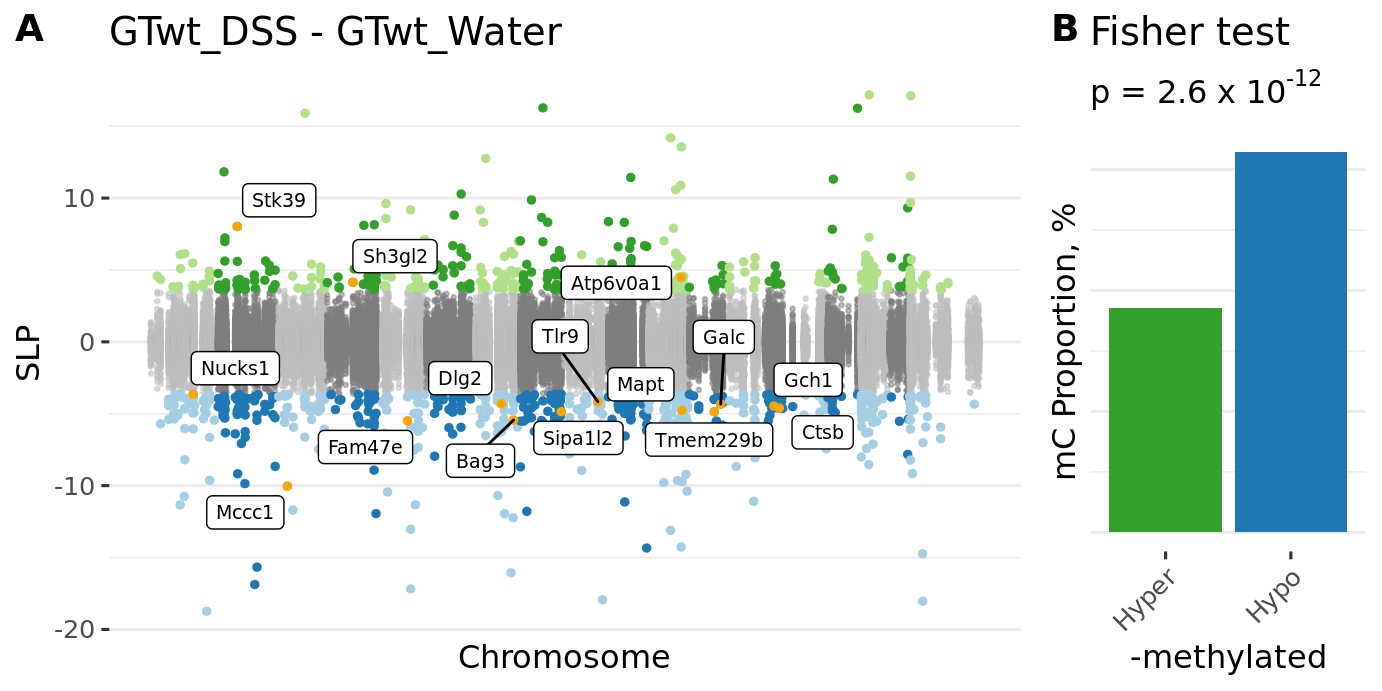 A GTwt_DSS - GTwt_Water
SLP
10
0
-10
-20
Stk39
Sh3gl2
Atp6v0a1
Tlr9
Galc
Nucks1
Dlg2
Mapt
Gch1
Fam47e
Bag3
Sipa1l2
Tmem229b
Ctsb
Mccc1
Chromosome
B Fisher test
p = 2.6 x 10^-12
mC Proportion, %
Hyper
Hypo
-methylated